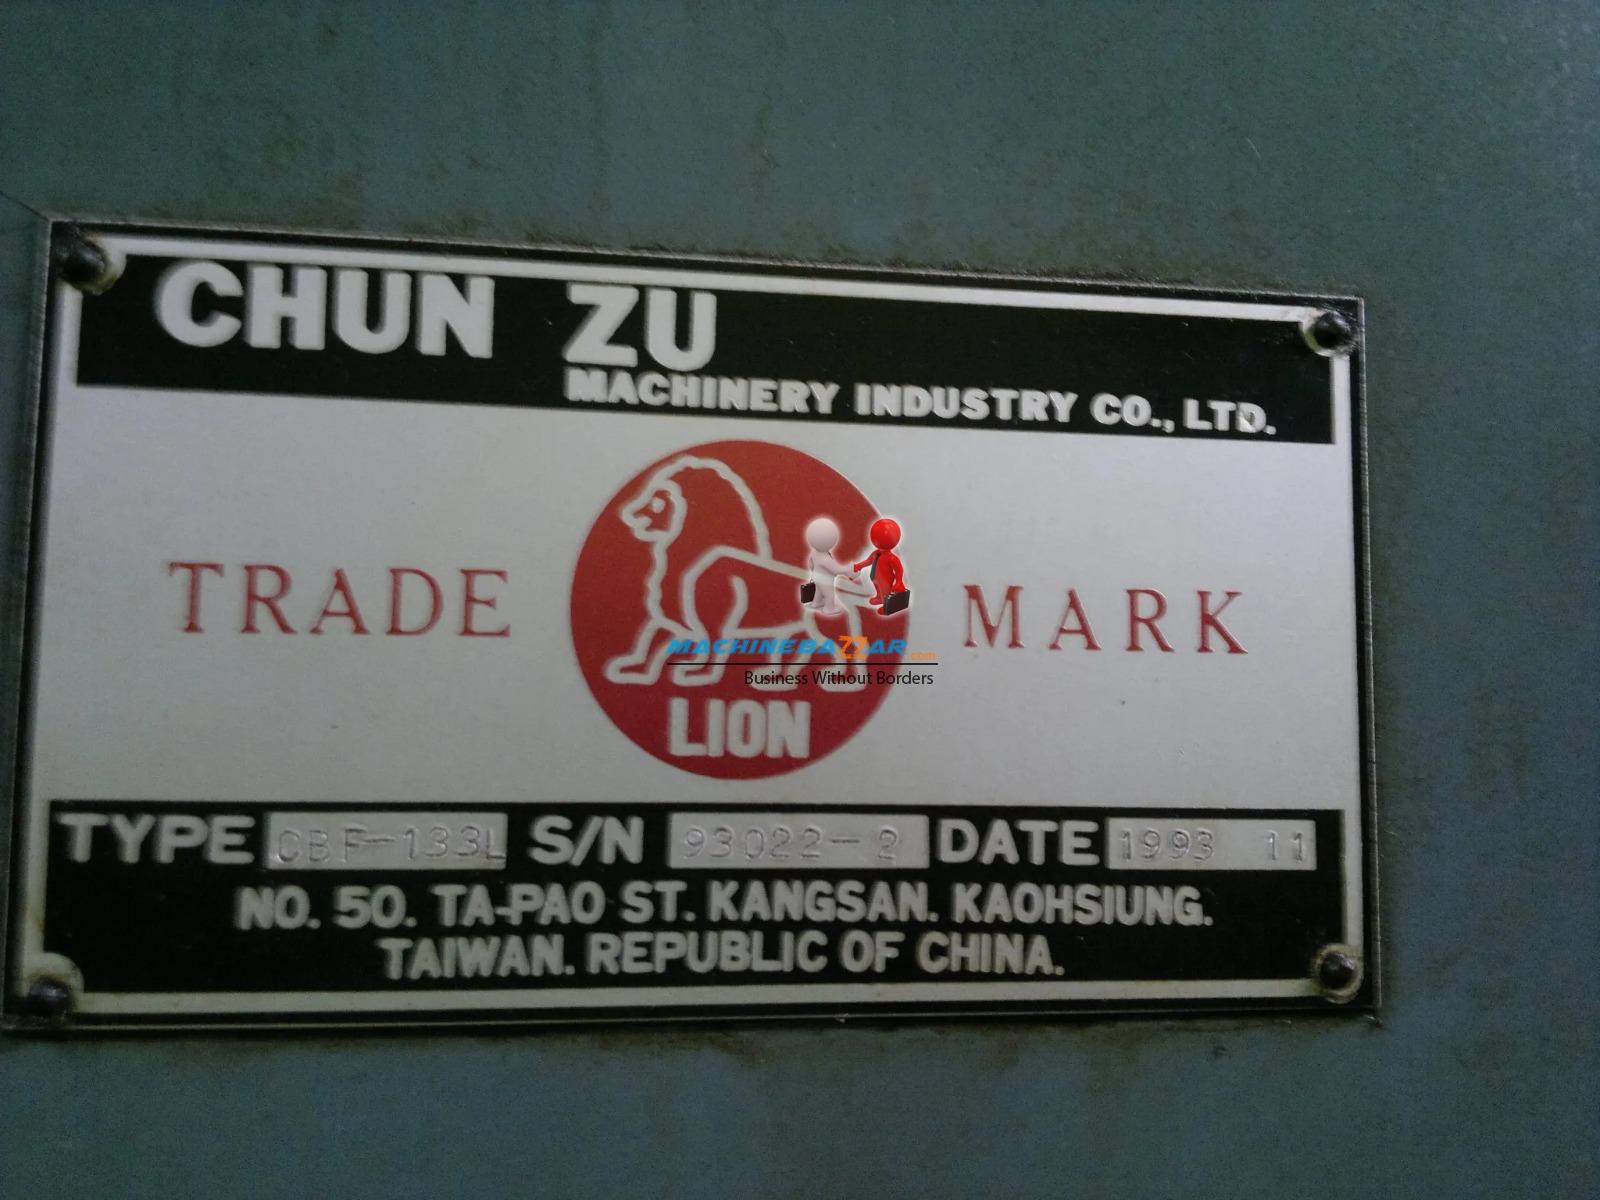 CHUN ZU
MACHINERY INDUSTRY CO., LTD.
TRADE MARK
MACHINEBAZZAR.com
Business Without Borders
LION
TYPE CBF-133L S/N 93022-2 DATE 1993 11
NO. 50. TA-PAO ST. KANGSAN. KAOHSIUNG.
TAIWAN. REPUBLIC OF CHINA.